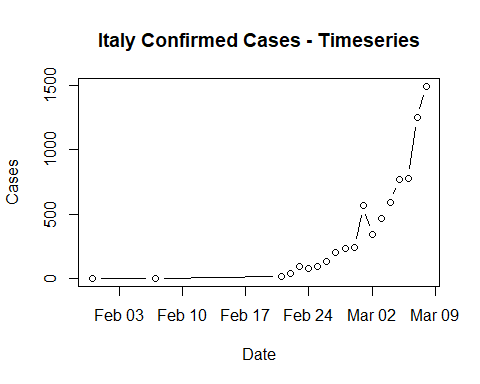 Italy Confirmed Cases - Timeseries
Cases
1500
1000
500
0
Feb 03 Feb 10 Feb 17 Feb 24 Mar 02 Mar 09
Date